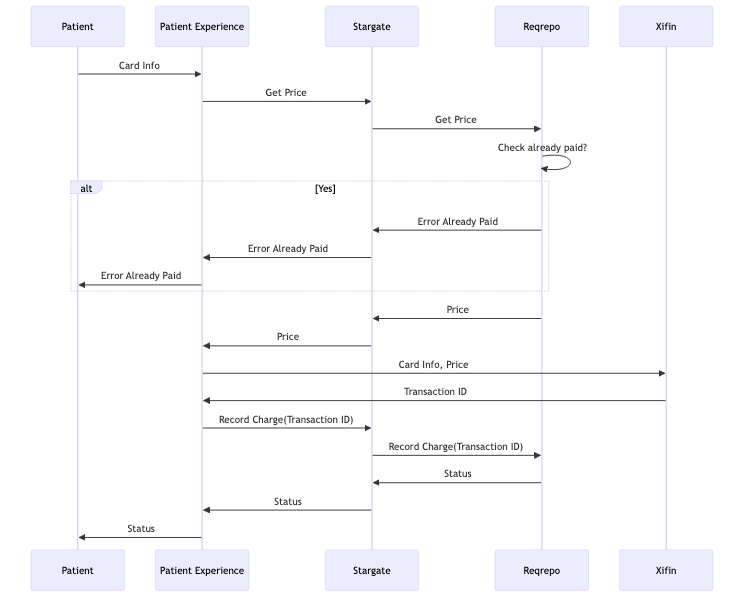 Patient
Patient Experience
Stargate
Reqrepo
Xifin
Card Info
Get Price
Get Price
Check already paid?
alt
[Yes]
Error Already Paid
Error Already Paid
Error Already Paid
Price
Price
Card Info, Price
Transaction ID
Record Charge(Transaction ID)
Record Charge(Transaction ID)
Status
Status
Status
Patient
Patient Experience
Stargate
Reqrepo
Xifin